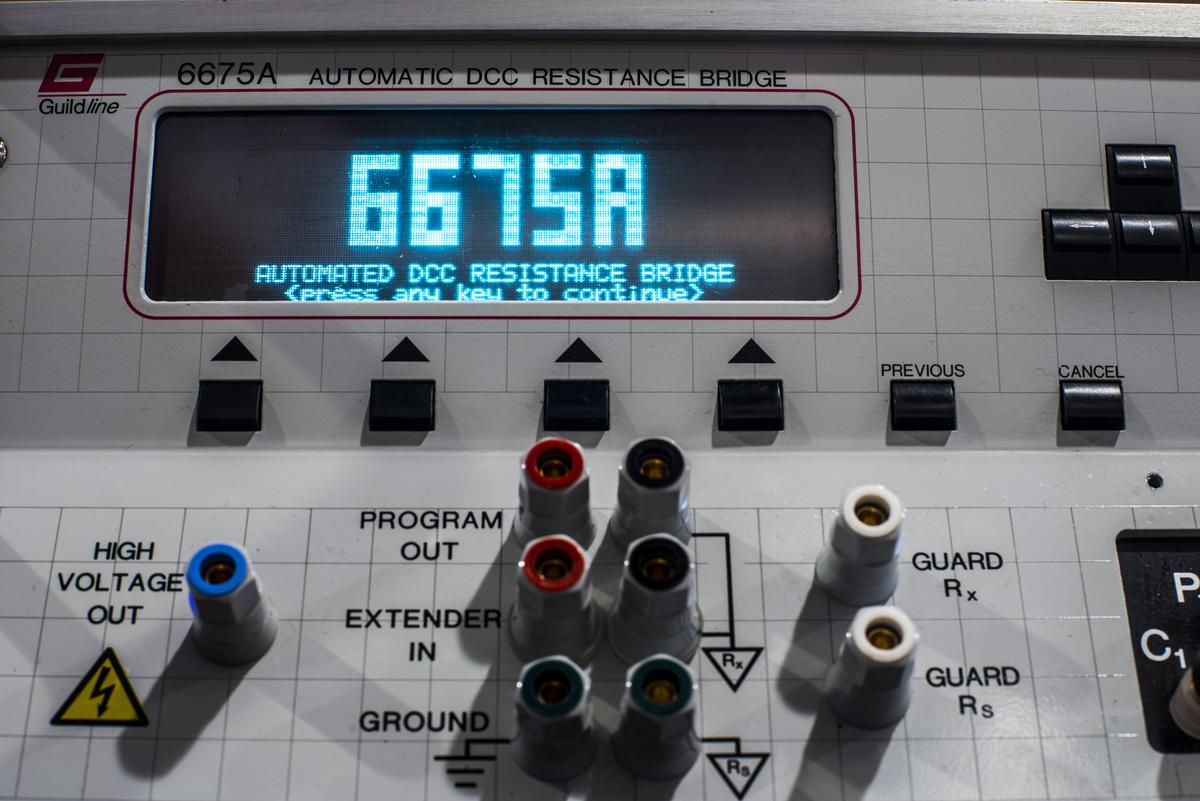 Guildline
6675A AUTOMATIC DCC RESISTANCE BRIDGE
6675A
AUTOMATED DCC RESISTANCE BRIDGE
<press any key to continue>
PREVIOUS
CANCEL
HIGH
VOLTAGE
OUT
PROGRAM
OUT
EXTENDER
IN
GROUND
Rx
Rs
GUARD
Rx
GUARD
Rs
P
C1